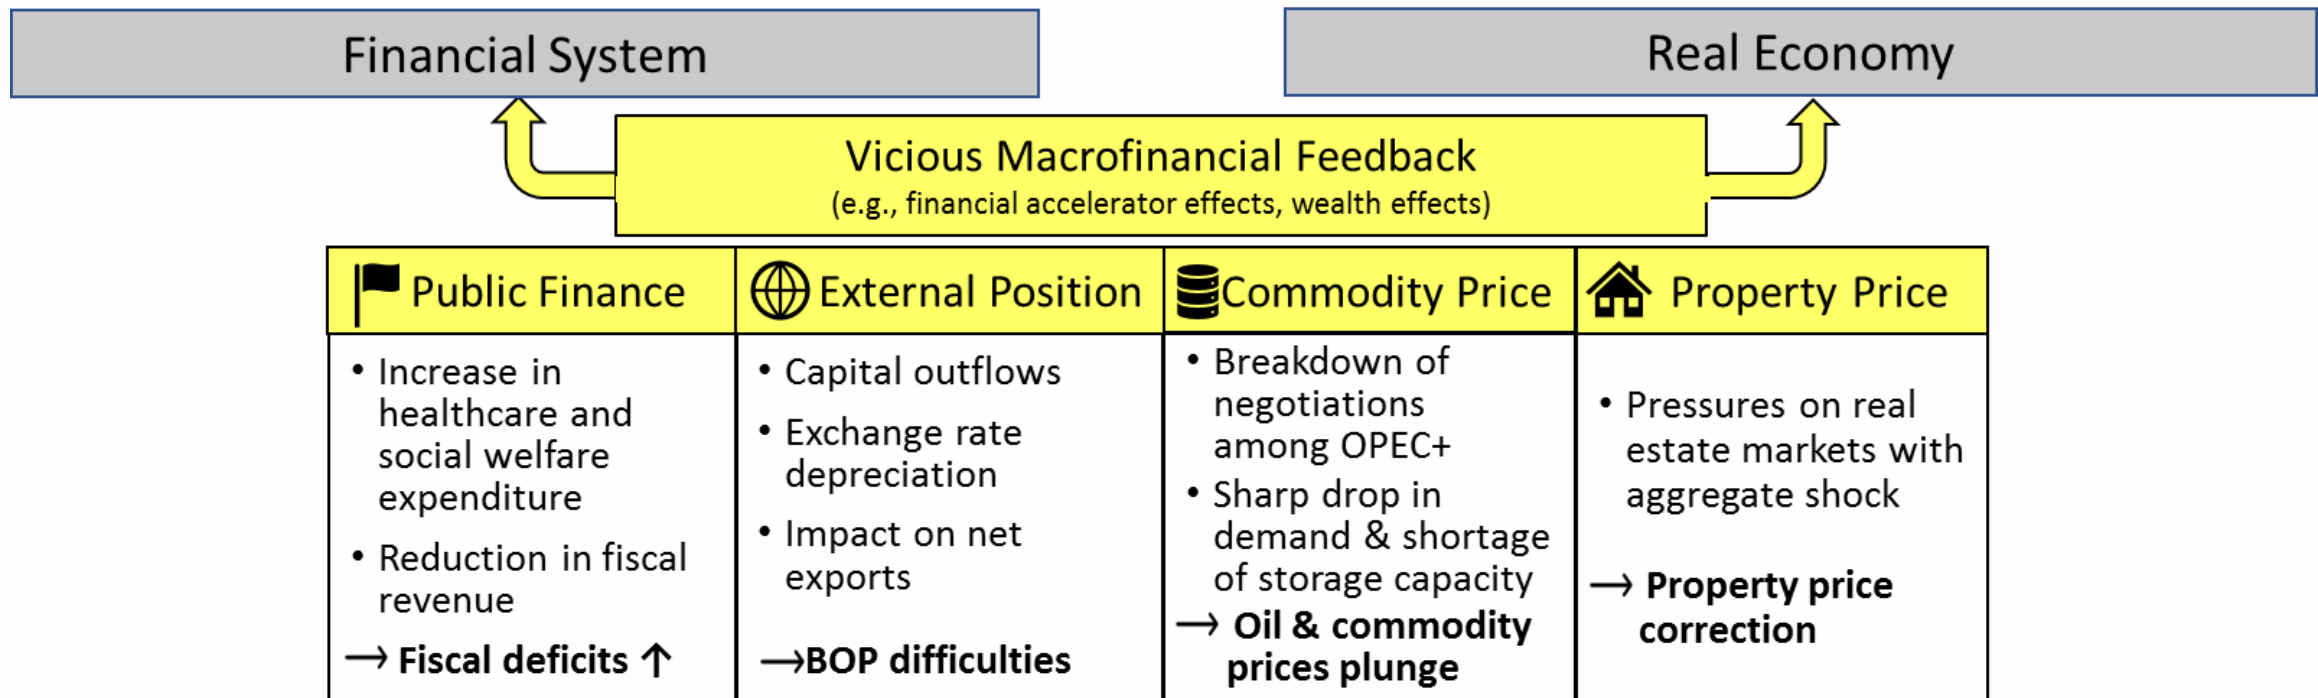 Financial System
Real Economy
Vicious Macrofinancial Feedback
(e.g., financial accelerator effects, wealth effects)
Public Finance
• Increase in
healthcare and
social welfare
expenditure
• Reduction in fiscal
revenue
→ Fiscal deficits ↑
External Position
• Capital outflows
• Exchange rate
depreciation
• Impact on net
exports
→BOP difficulties
Commodity Price
• Breakdown of
negotiations
among OPEC+
• Sharp drop in
demand & shortage
of storage capacity
→ Oil & commodity
prices plunge
Property Price
• Pressures on real
estate markets with
aggregate shock
→ Property price
correction